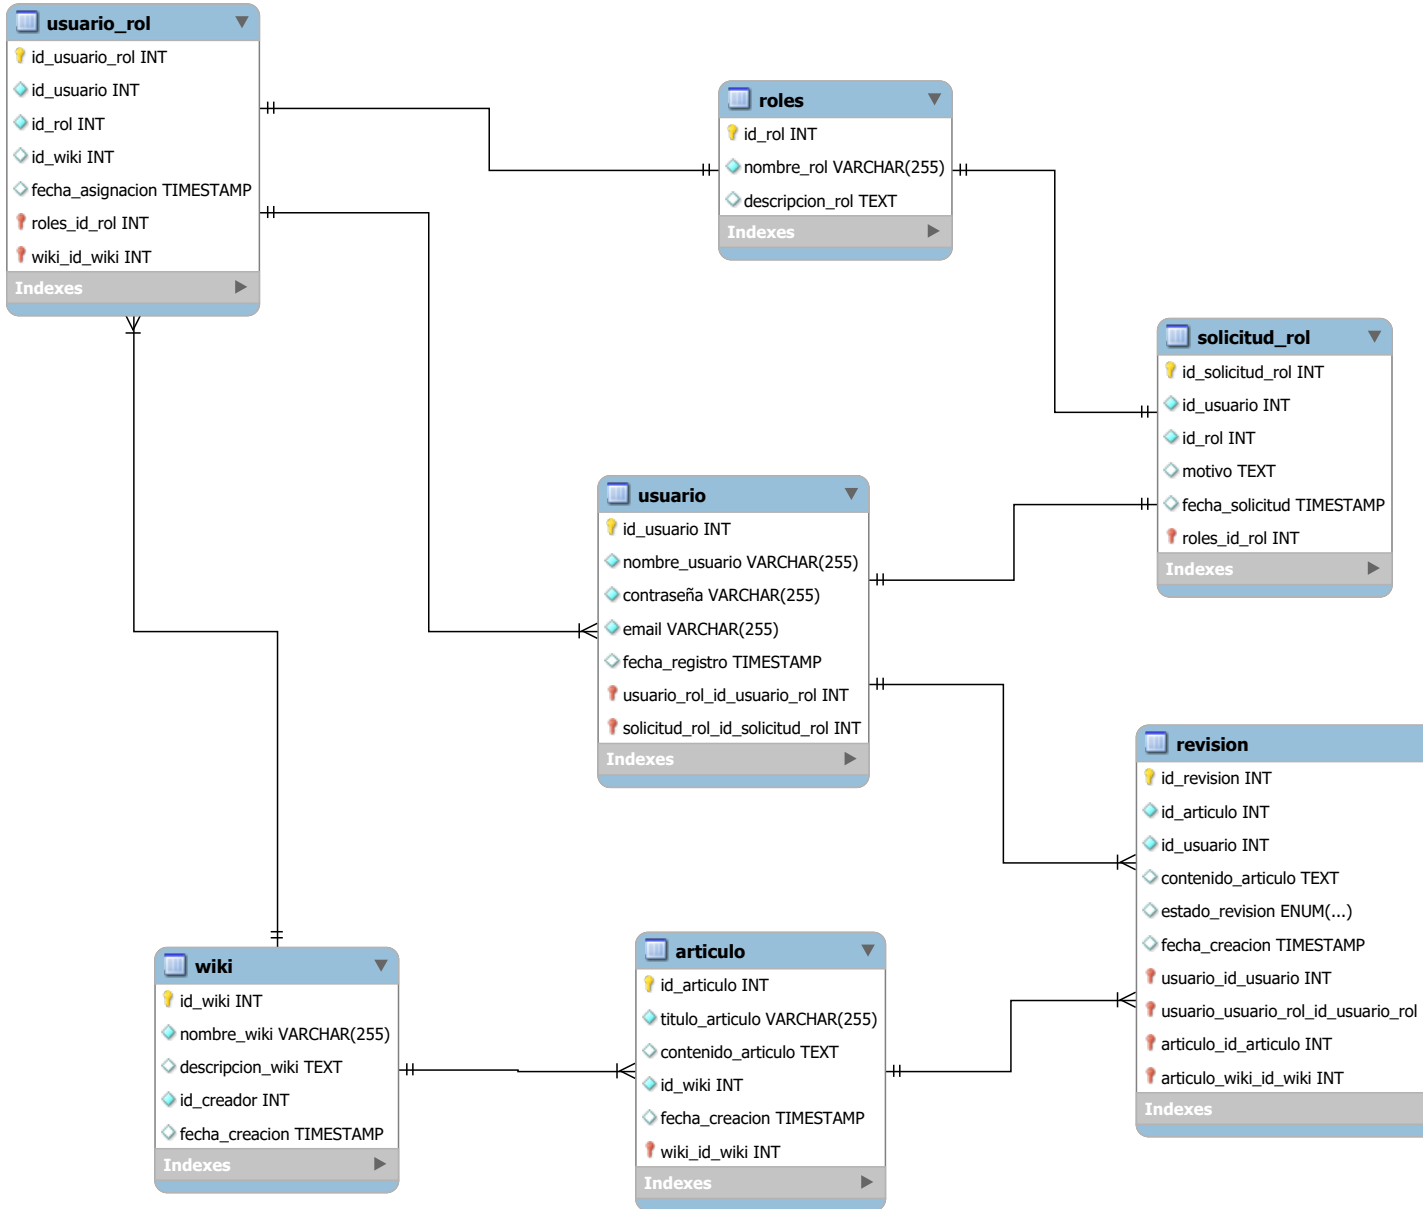 usuario_rol
id_usuario_rol INT
id_usuario INT
id_rol INT
id_wiki INT
fecha_asignacion TIMESTAMP
roles_id_rol INT
wiki_id_wiki INT
Indexes
roles
id_rol INT
nombre_rol VARCHAR(255)
descripcion_rol TEXT
Indexes
solicitud_rol
id_solicitud_rol INT
id_usuario INT
id_rol INT
motivo TEXT
fecha_solicitud TIMESTAMP
roles_id_rol INT
Indexes
usuario
id_usuario INT
nombre_usuario VARCHAR(255)
contraseña VARCHAR(255)
email VARCHAR(255)
fecha_registro TIMESTAMP
usuario_rol_id_usuario_rol INT
solicitud_rol_id_solicitud_rol INT
Indexes
revision
id_revision INT
id_articulo INT
id_usuario INT
contenido_articulo TEXT
estado_revision ENUM(...)
fecha_creacion TIMESTAMP
usuario_id_usuario INT
usuario_usuario_rol_id_usuario_rol
articulo_id_articulo INT
articulo_wiki_id_wiki INT
Indexes
wiki
id_wiki INT
nombre_wiki VARCHAR(255)
descripcion_wiki TEXT
id_creador INT
fecha_creacion TIMESTAMP
Indexes
articulo
id_articulo INT
titulo_articulo VARCHAR(255)
contenido_articulo TEXT
id_wiki INT
fecha_creacion TIMESTAMP
wiki_id_wiki INT
Indexes